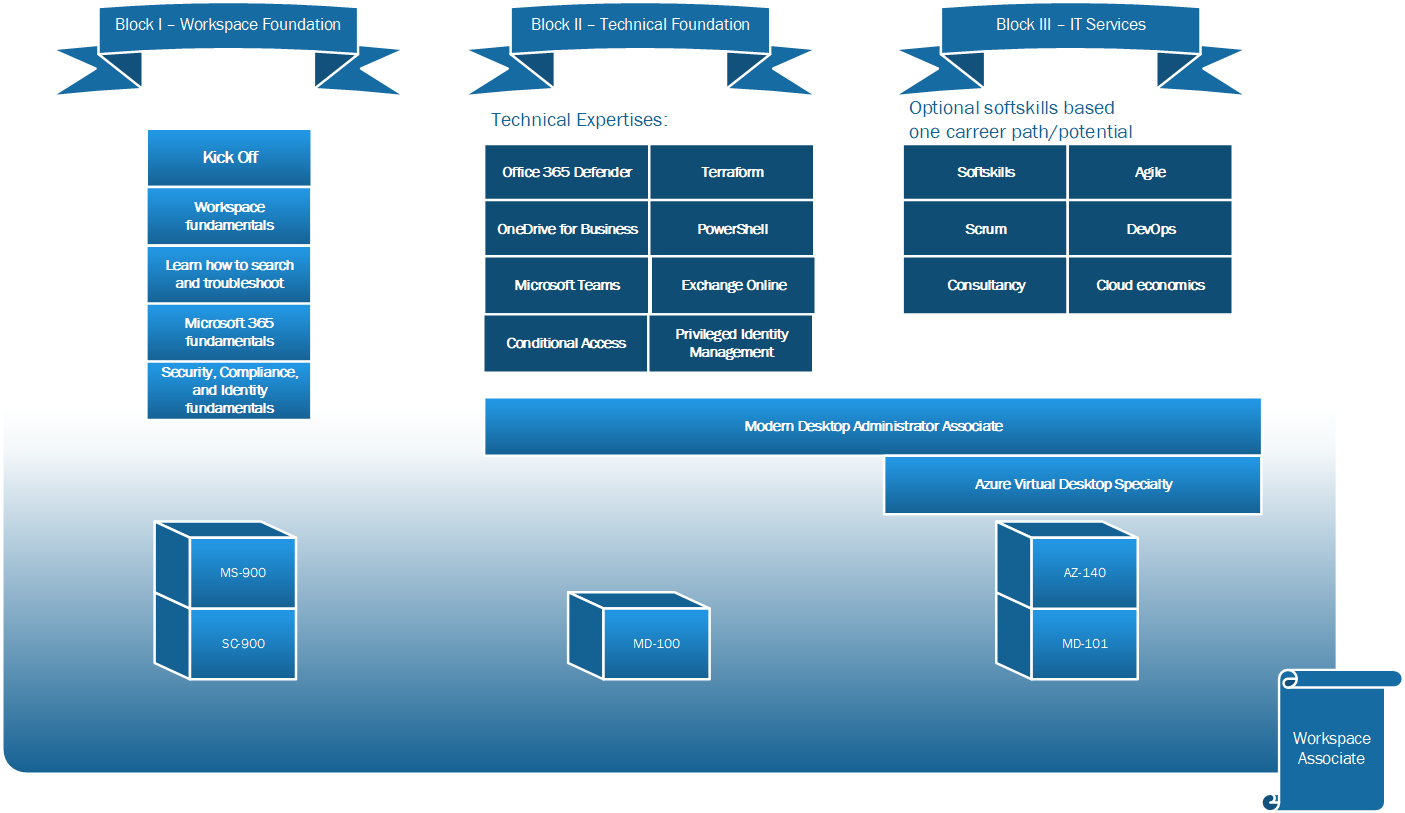 Block I – Workspace Foundation
Block II – Technical Foundation
Block III – IT Services
Kick Off
Workspace
fundamentals
Learn how to search
and troubleshoot
Microsoft 365
fundamentals
Security, Compliance,
and Identity
fundamentals
Technical Expertises:
Office 365 Defender
Terraform
OneDrive for Business
PowerShell
Microsoft Teams
Exchange Online
Conditional Access
Privileged Identity
Management
Optional softskills based
one carreer path/potential
Softskills
Agile
Scrum
DevOps
Consultancy
Cloud economics
Modern Desktop Administrator Associate
Azure Virtual Desktop Specialty
MS-900
SC-900
MD-100
AZ-140
MD-101
Workspace
Associate